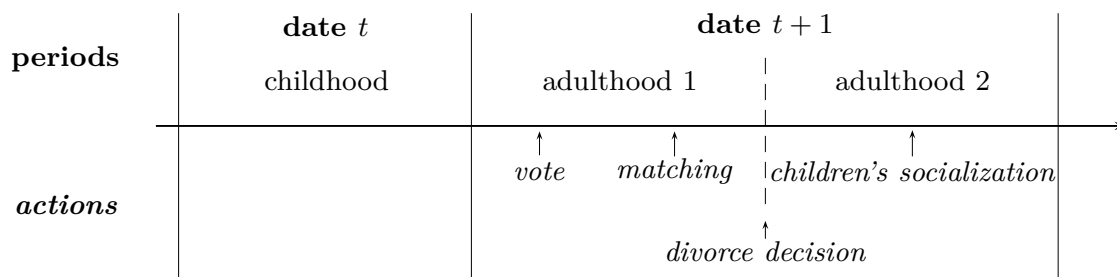 date t date t + 1
periods
childhood adulthood 1 adulthood 2
vote matching children's socialization
actions
divorce decision